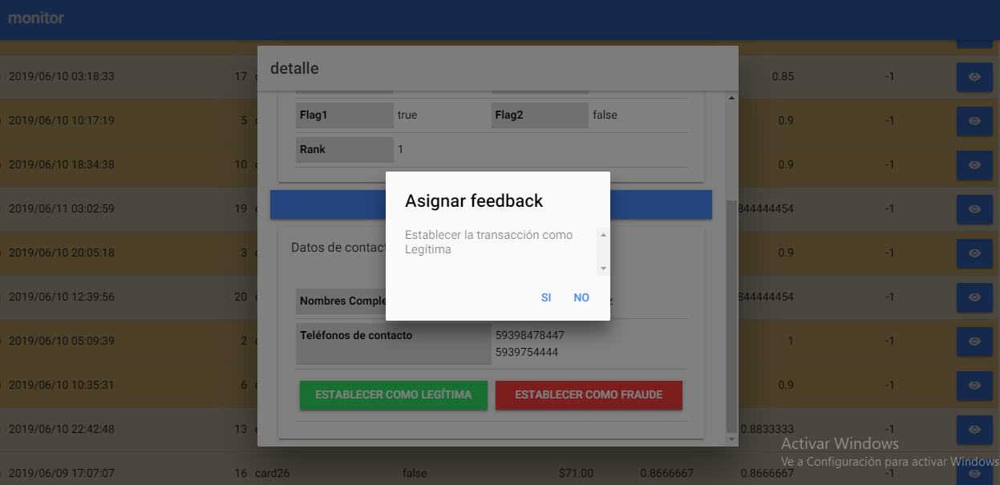 monitor
detalle
2019/06/10 03:18:33 17 0.85 -1
Flag1 true Flag2 false
2019/06/10 10:17:19 5 0.9 -1
Rank 1
2019/06/10 18:34:38 10 0.9 -1
Asignar feedback
2019/06/11 03:02:59 19 844444454 -1
Establecer la transacción como
Legítima
Datos de contac
2019/06/10 20:05:18 3 0.9 -1
SI NO
2019/06/10 12:39:56 20 844444454 -1
Nombres Comple
Teléfonos de contacto 59398478447
2019/06/10 05:09:39 2 1 -1
5939754444
2019/06/10 10:35:31 6 0.9 -1
ESTABLECER COMO LEGÍTIMA ESTABLECER COMO FRAUDE
2019/06/10 22:42:48 13 0.8833333 -1
Activar Windows
Ve a Configuración para activar Windows
2019/06/09 17:07:07 16 card26 false $71.00 0.8666667 0.8666667 -1